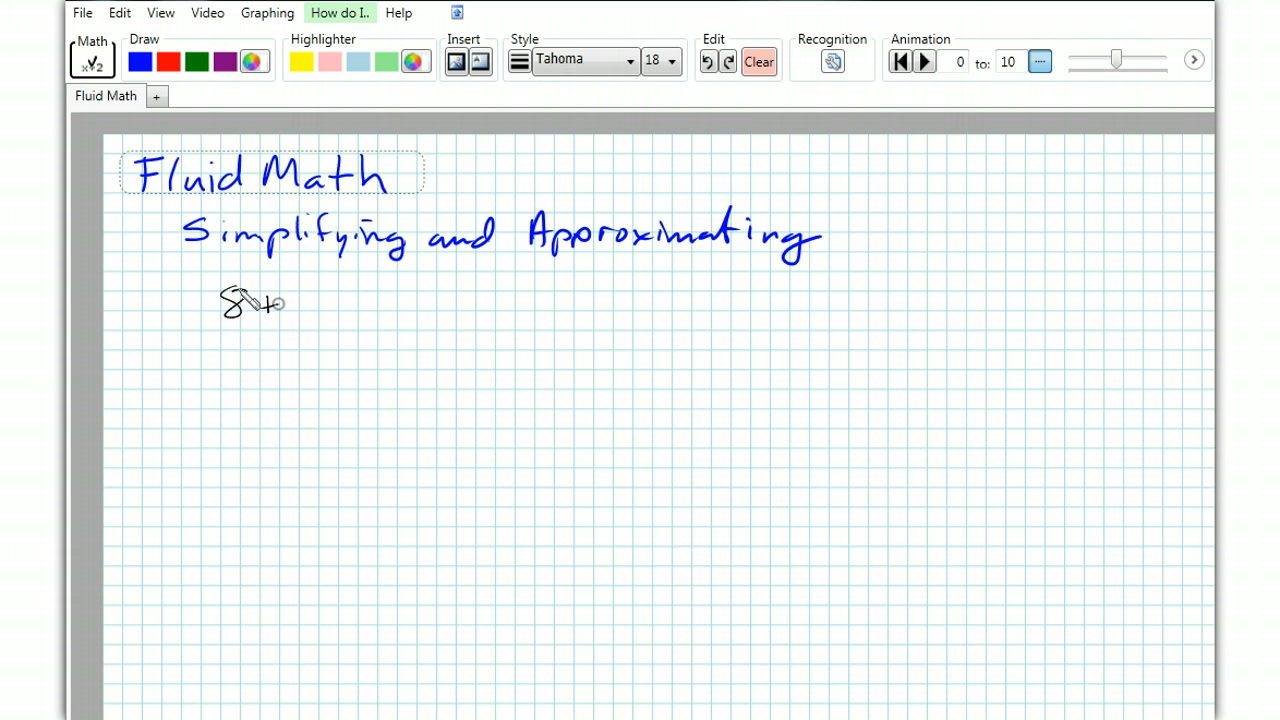 File Edit View Video Graphing How do I.. Help
Math Draw Highlighter Insert Style Edit Recognition Animation
x√2 Tahoma 18 Clear 0 to: 10
Fluid Math +
Fluid Math
Simplifying and Approximating
8+